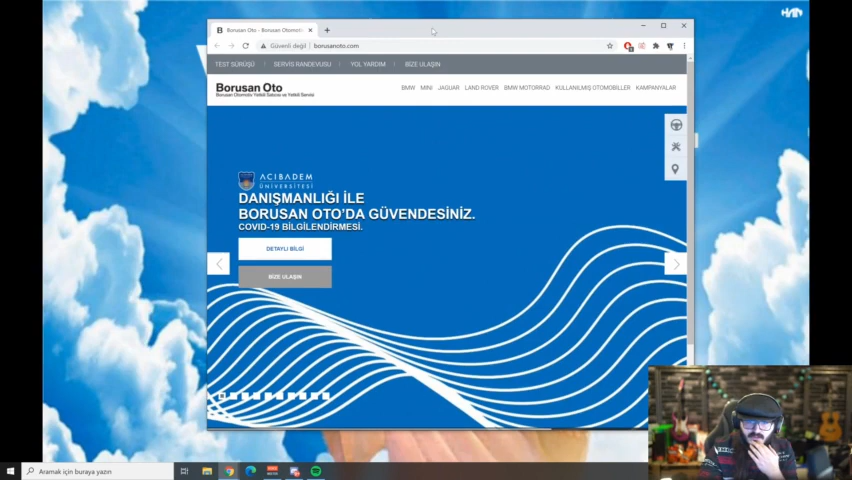 Borusan Oto - Borusan Otomoti
Güvenli değil | borusanoto.com
TEST SÜRÜŞÜ / SERVİS RANDEVUSU / YOL YARDIM / BİZE ULAŞIN
Borusan Oto
Borusan Otomotiv Yetkili Satıcısı ve Yetkili Servisi
BMW MINI JAGUAR LAND ROVER BMW MOTORRAD KULLANILMIŞ OTOMOBİLLER KAMPANYALAR
ACIBADEM
ÜNİVERSİTESİ
DANIŞMANLIĞI İLE
BORUSAN OTO'DA GÜVENDESİNİZ.
COVID-19 BİLGİLENDİRMESİ.
DETAYLI BİLGİ
BİZE ULAŞIN
Aramak için buraya yazın